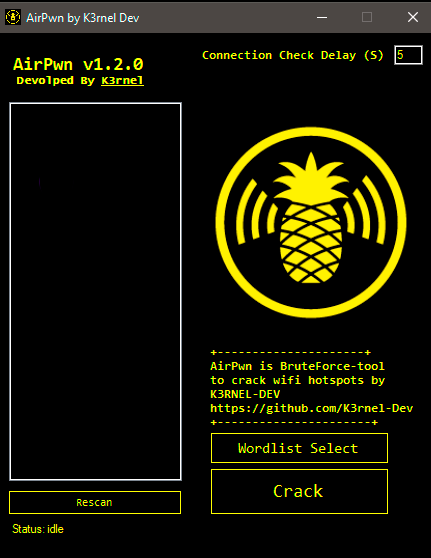 AirPwn by K3rnel Dev
Connection Check Delay (S) 5
AirPwn v1.2.0
Devolped By K3rnel
+---------------------+
AirPwn is BruteForce-tool
to crack wifi hotspots by
K3RNEL-DEV
https://github.com/K3rnel-Dev
+----------------------+
Wordlist Select
Crack
Rescan
Status: idle